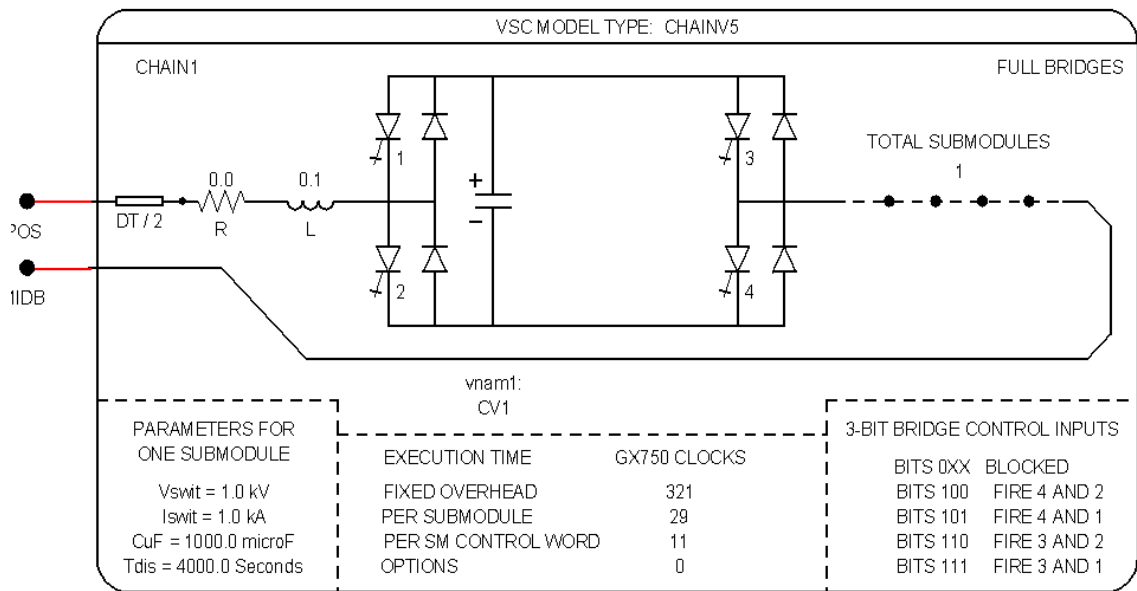 VSC MODEL TYPE: CHAINV5
CHAIN1
FULL BRIDGES
TOTAL SUBMODULES
1
1
3
0.0
0.1
+
−
DT / 2
R
L
2
4
POS
MIDB
vnam1:
CV1
PARAMETERS FOR
ONE SUBMODULE
Vswit = 1.0 kV
Iswit = 1.0 kA
CuF = 1000.0 microF
Tdis = 4000.0 Seconds
EXECUTION TIME GX750 CLOCKS
FIXED OVERHEAD 321
PER SUBMODULE 29
PER SM CONTROL WORD 11
OPTIONS 0
3-BIT BRIDGE CONTROL INPUTS
BITS 0XX BLOCKED
BITS 100 FIRE 4 AND 2
BITS 101 FIRE 4 AND 1
BITS 110 FIRE 3 AND 2
BITS 111 FIRE 3 AND 1